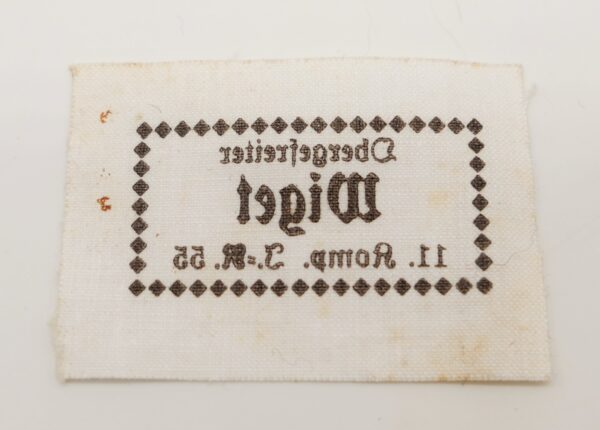 Obergefreiter
Wiget
11. Komp. J.=R. 55